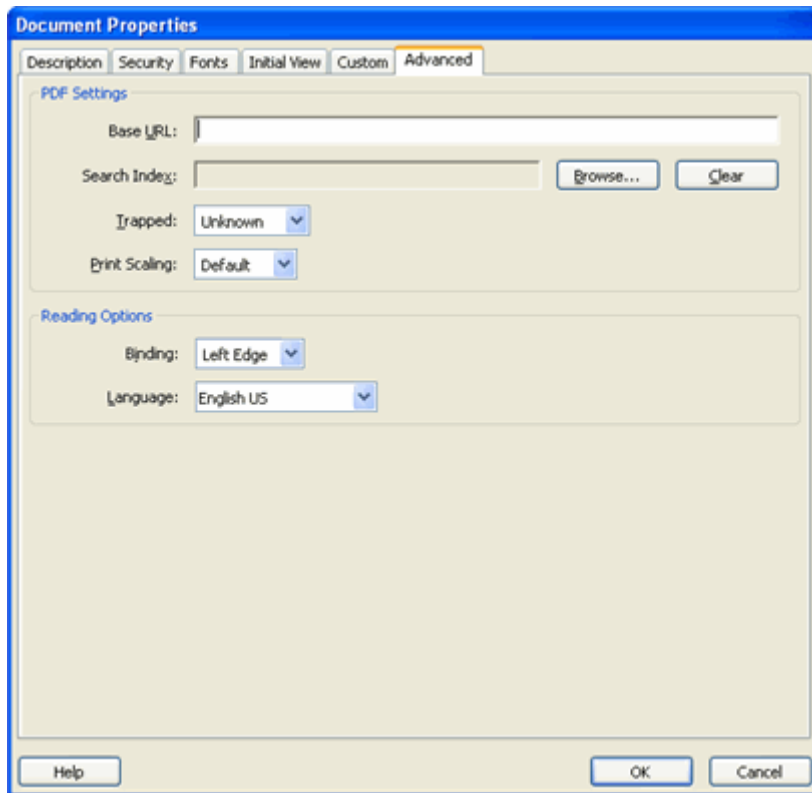 Document Properties
Description Security Fonts Initial View Custom Advanced
PDF Settings
Base URL:
Search Index: Browse... Clear
Trapped: Unknown
Print Scaling: Default
Reading Options
Binding: Left Edge
Language: English US
Help OK Cancel